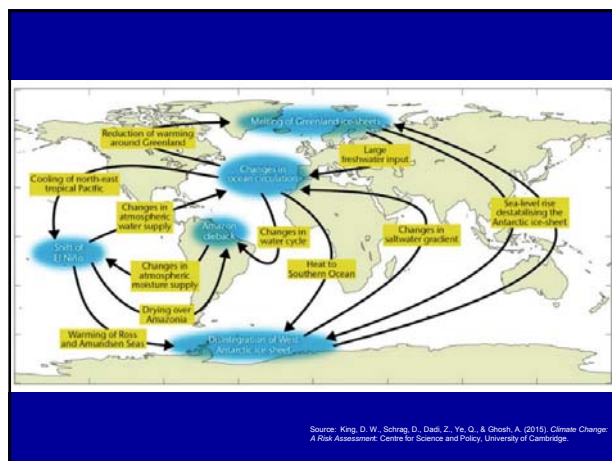 Melting of Greenland ice-sheets
Reduction of warming
around Greenland
Large
freshwater input
Changes in
ocean circulation
Cooling of north-east
tropical Pacific
Changes in
atmospheric
water supply
Sea-level rise
destabilising the
Antarctic ice-sheet
Amazon
dieback
Changes in
water cycle
Changes in
saltwater gradient
Shift of
El Niño
Changes in
atmospheric
moisture supply
Heat to
Southern Ocean
Drying over
Amazonia
Warming of Ross
and Amundsen Seas
Disintegration of West
Antarctic ice-sheet
Source: King, D. W., Schrag, D., Dadi, Z., Ye, Q., & Ghosh, A. (2015). Climate Change:
A Risk Assessment: Centre for Science and Policy, University of Cambridge.